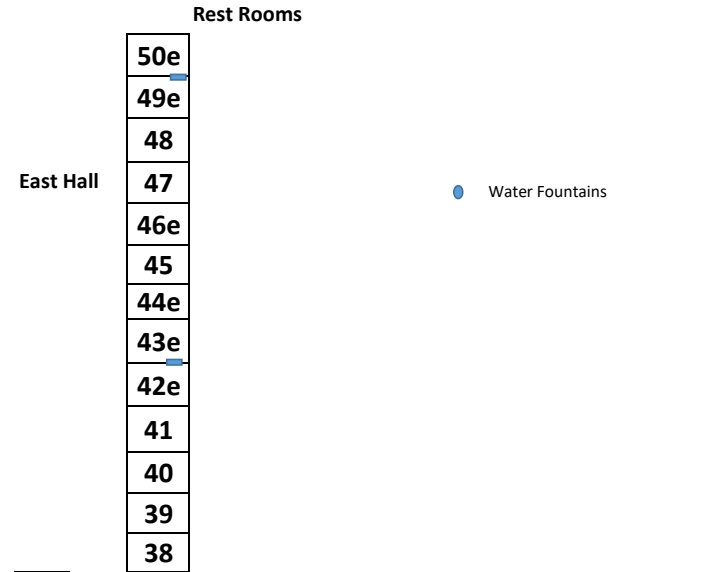 Rest Rooms
50e
49e
48
East Hall
47
Water Fountains
46e
45
44e
43e
42e
41
40
39
38